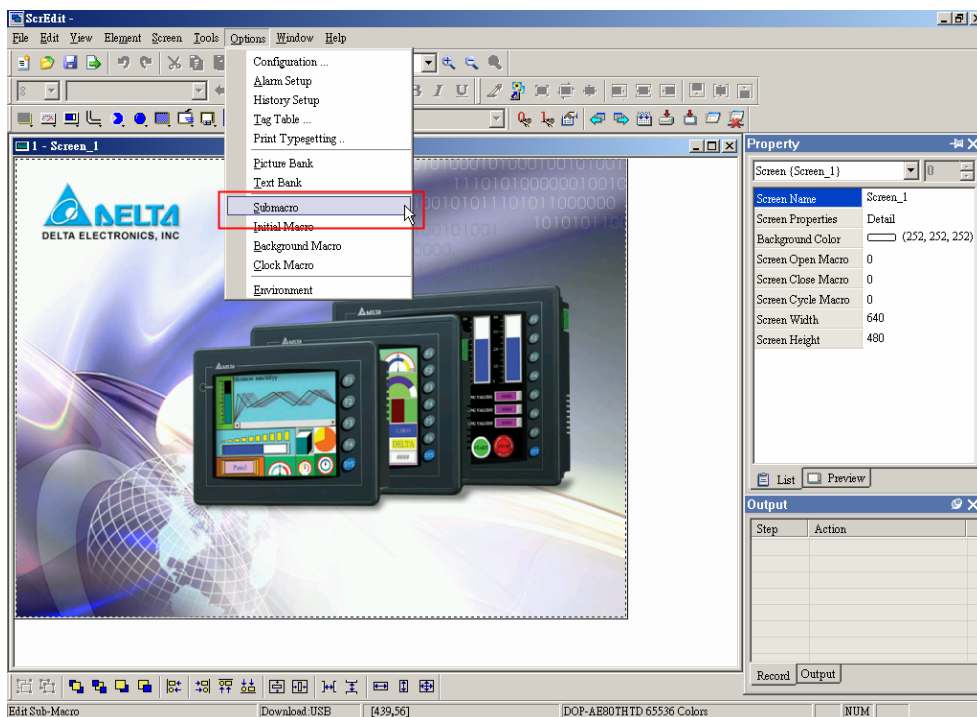 ScrEdit -
File Edit View Element Screen Tools Options Window Help
Configuration ...
Alarm Setup
History Setup
Tag Table ...
Print Typegetting ..
Picture Bank
Text Bank
Submacro
Initial Macro
Background Macro
Clock Macro
Environment
8
B I U
1 - Screen_1
DELTA
DELTA ELECTRONICS, INC
Property
Screen {Screen_1}
0
Screen Name Screen_1
Screen Properties Detail
Background Color (252, 252, 252)
Screen Open Macro 0
Screen Close Macro 0
Screen Cycle Macro 0
Screen Width 640
Screen Height 480
List Preview
Output
Step Action
Record Output
Edit Sub-Macro Download:USB [439,56] DOP-AE80THTD 65536 Colors NUM